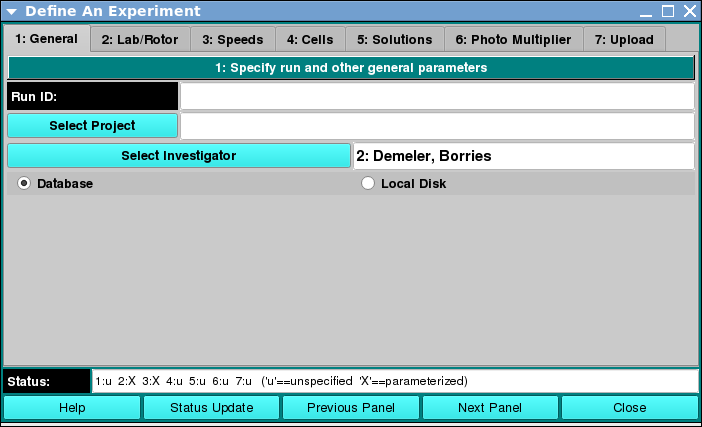 Define An Experiment
1: General 2: Lab/Rotor 3: Speeds 4: Cells 5: Solutions 6: Photo Multiplier 7: Upload
1: Specify run and other general parameters
Run ID:
Select Project
Select Investigator 2: Demeler, Borries
Database Local Disk
Status: 1:u 2:X 3:X 4:u 5:u 6:u 7:u ('u'==unspecified 'X'==parameterized)
Help Status Update Previous Panel Next Panel Close